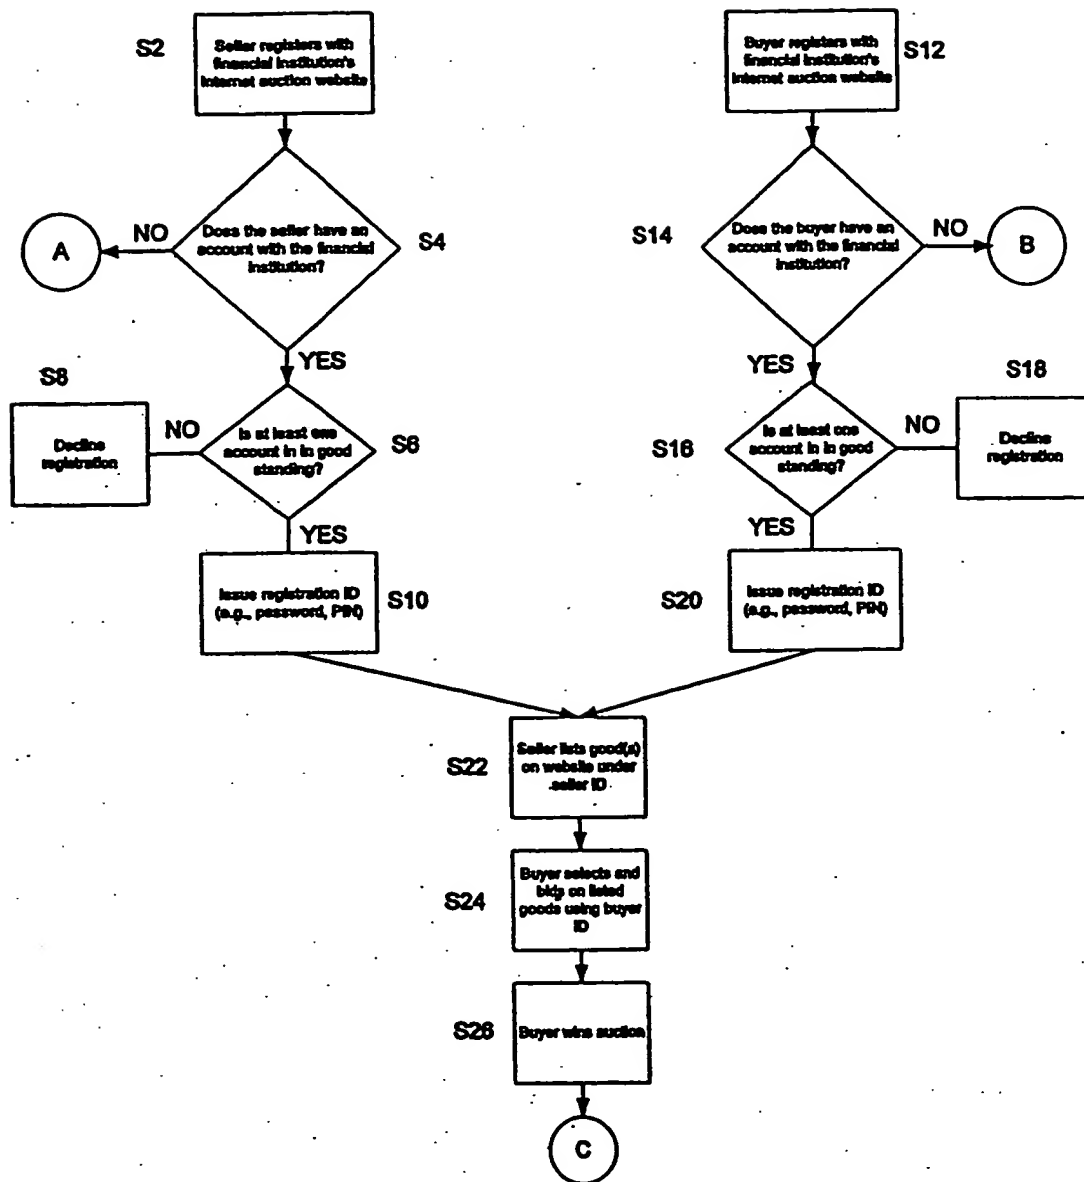 S2
Seller registers with
financial institution's
Internet auction website
Buyer registers with
financial institution's
Internet auction website
S12
A
NO
Does the seller have an
account with the financial
institution?
S4
S14
Does the buyer have an
account with the financial
institution?
NO
B
YES
YES
S8
S18
Decline
registration
NO
Is at least one
account in in good
standing?
S6
S16
Is at least one
account in in good
standing?
NO
Decline
registration
YES
YES
Issue registration ID
(e.g., password, PIN)
S10
S20
Issue registration ID
(e.g., password, PIN)
S22
Seller lists good(s)
on website under
seller ID
S24
Buyer selects and
bids on listed
goods using buyer
ID
S26
Buyer wins auction
C